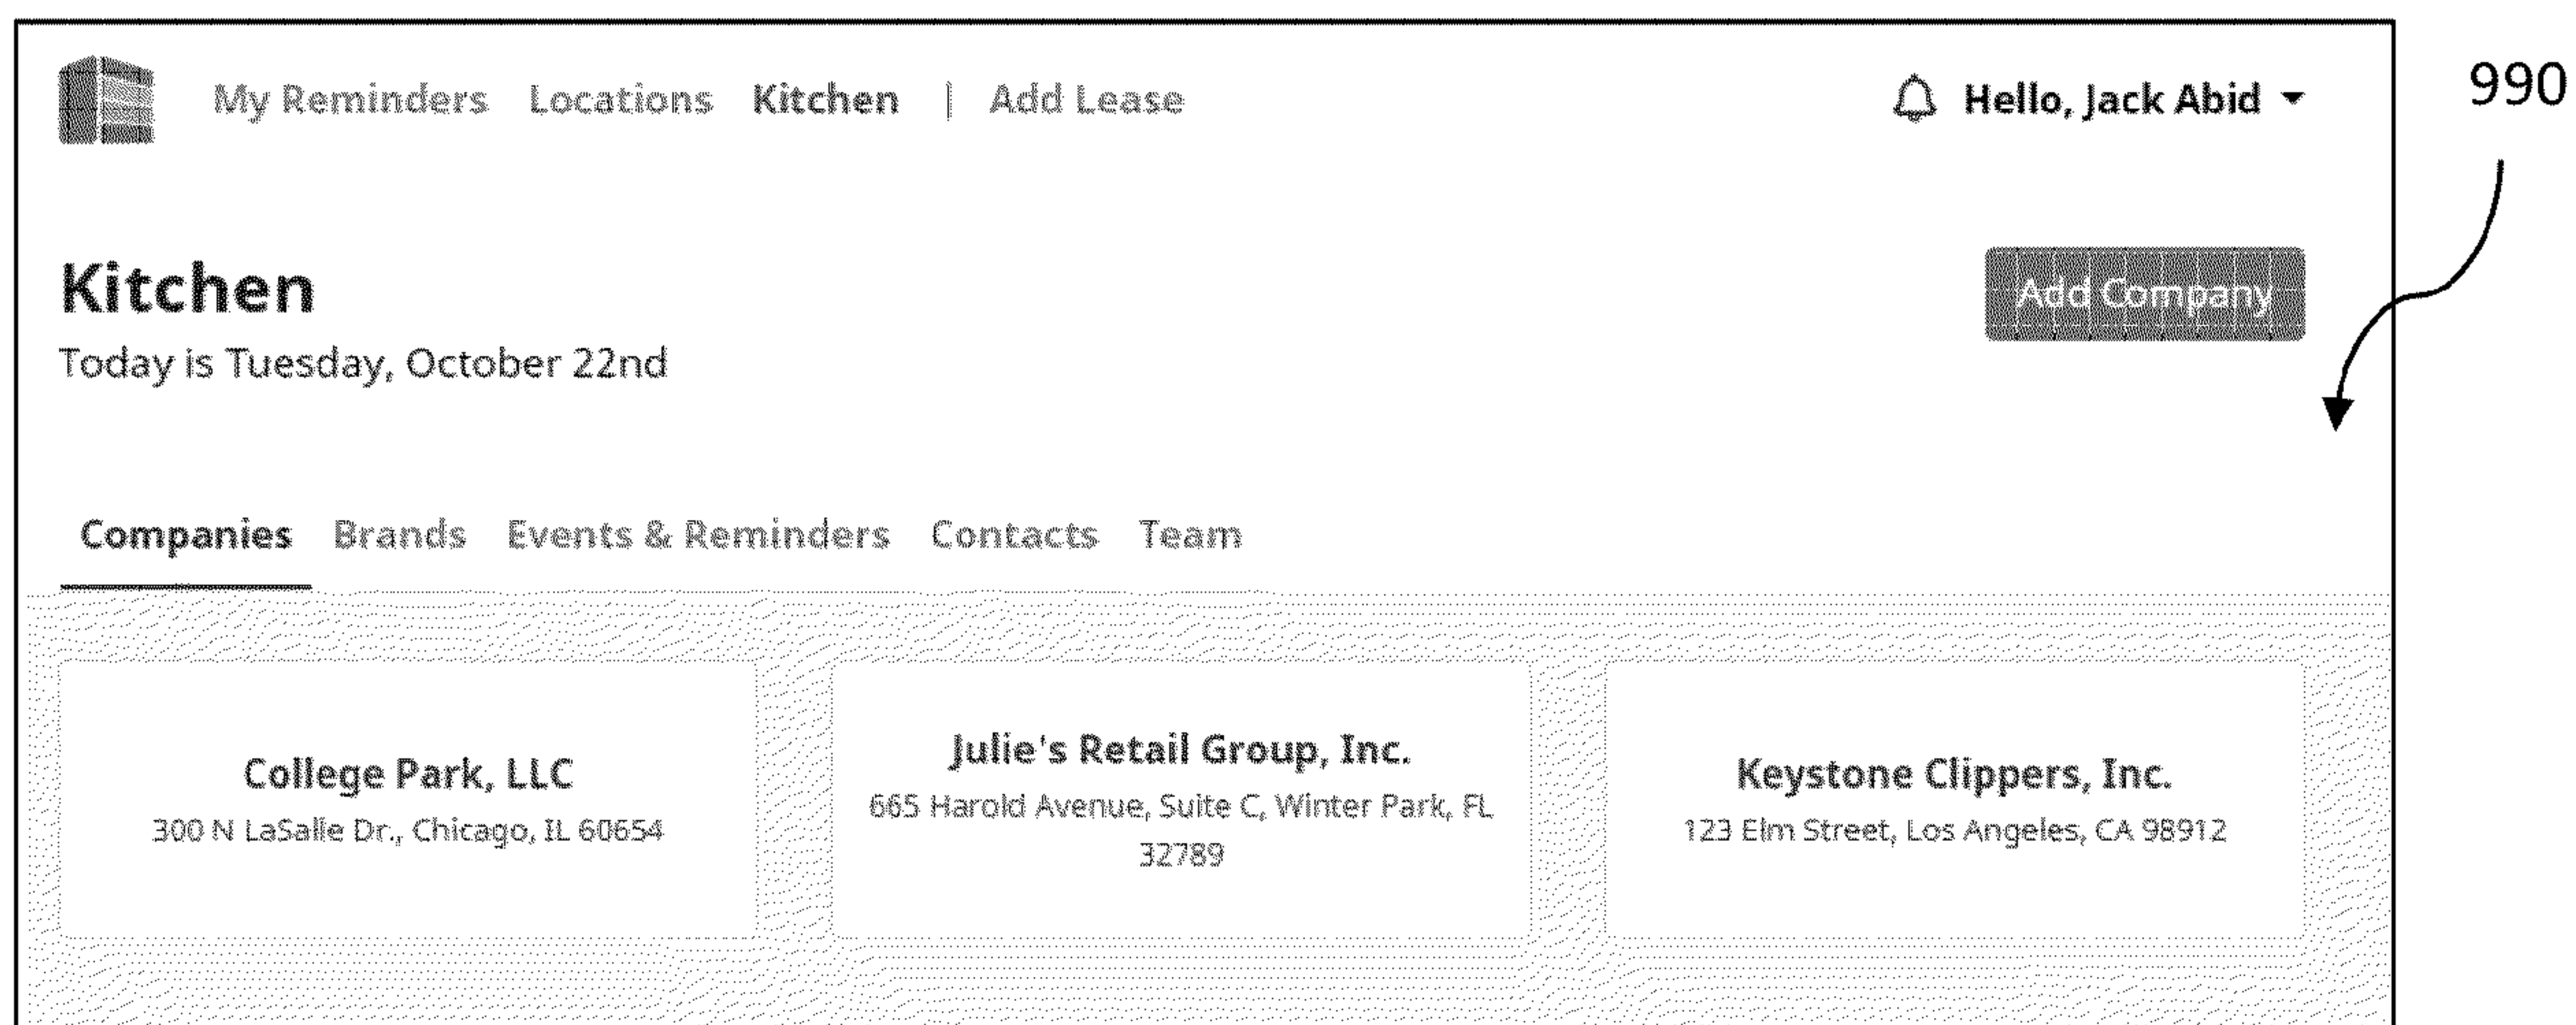 My Reminders Locations Kitchen | Add Lease Hello, Jack Abid
990
Kitchen
Add Company
Today is Tuesday, October 22nd
Companies Brands Events & Reminders Contacts Team
College Park, LLC
300 N LaSalle Dr., Chicago, IL 60654
Julie's Retail Group, Inc.
665 Harold Avenue, Suite C, Winter Park, FL
32789
Keystone Clippers, Inc.
123 Elm Street, Los Angeles, CA 98912